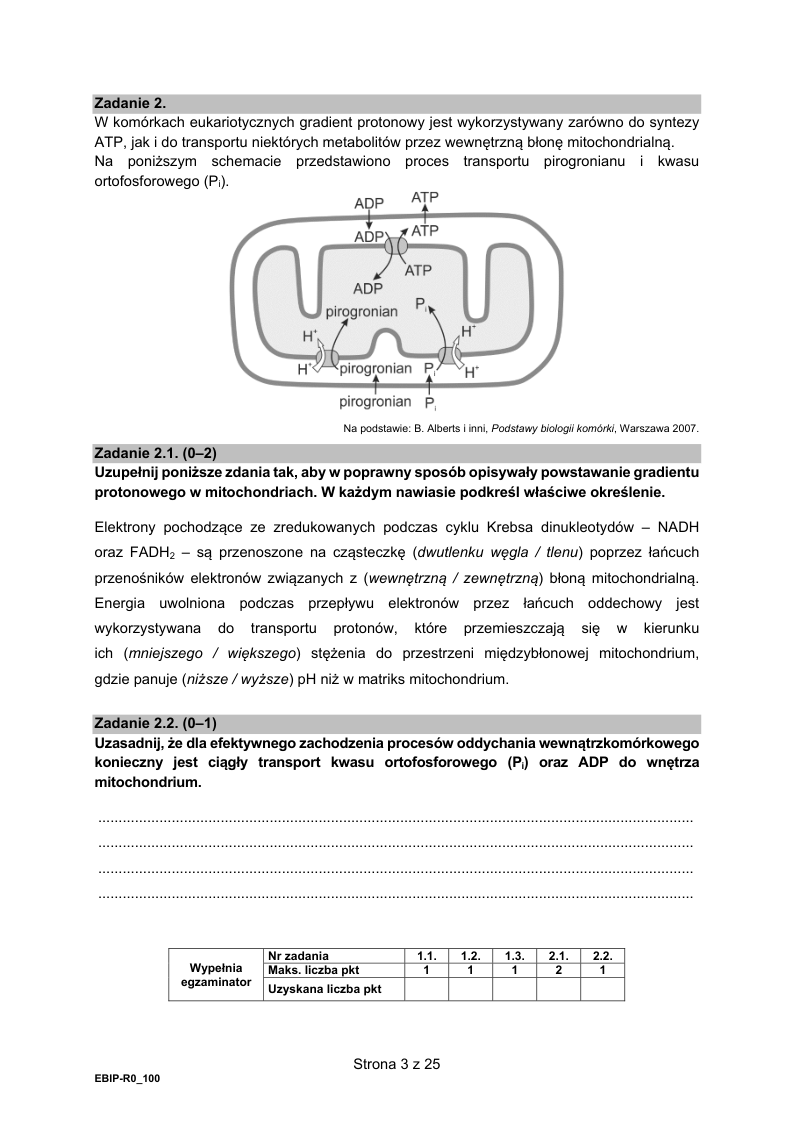 Zadanie 2.
W komórkach eukariotycznych gradient protonowy jest wykorzystywany zarówno do syntezy
ATP, jak i do transportu niektórych metabolitów przez wewnętrzną błonę mitochondrialną.
Na poniższym schemacie przedstawiono proces transportu pirogronianu i kwasu
ortofosforowego (Pi).
ADP ATP
ADP ATP
ATP
ADP
pirogronian Pi
H+ H+
H+ pirogronian Pi H+
pirogronian Pi
Na podstawie: B. Alberts i inni, Podstawy biologii komórki, Warszawa 2007.
Zadanie 2.1. (0–2)
Uzupełnij poniższe zdania tak, aby w poprawny sposób opisywały powstawanie gradientu
protonowego w mitochondriach. W każdym nawiasie podkreśl właściwe określenie.
Elektrony pochodzące ze zredukowanych podczas cyklu Krebsa dinukleotydów – NADH
oraz FADH2 – są przenoszone na cząsteczkę (dwutlenku węgla / tlenu) poprzez łańcuch
przenośników elektronów związanych z (wewnętrzną / zewnętrzną) błoną mitochondrialną.
Energia uwolniona podczas przepływu elektronów przez łańcuch oddechowy jest
wykorzystywana do transportu protonów, które przemieszczają się w kierunku
ich (mniejszego / większego) stężenia do przestrzeni międzybłonowej mitochondrium,
gdzie panuje (niższe / wyższe) pH niż w matriks mitochondrium.
Zadanie 2.2. (0–1)
Uzasadnij, że dla efektywnego zachodzenia procesów oddychania wewnątrzkomórkowego
konieczny jest ciągły transport kwasu ortofosforowego (Pi) oraz ADP do wnętrza
mitochondrium.
Wypełnia
egzaminator
Nr zadania 1.1. 1.2. 1.3. 2.1. 2.2.
Maks. liczba pkt 1 1 1 2 1
Uzyskana liczba pkt
Strona 3 z 25
EBIP-R0_100